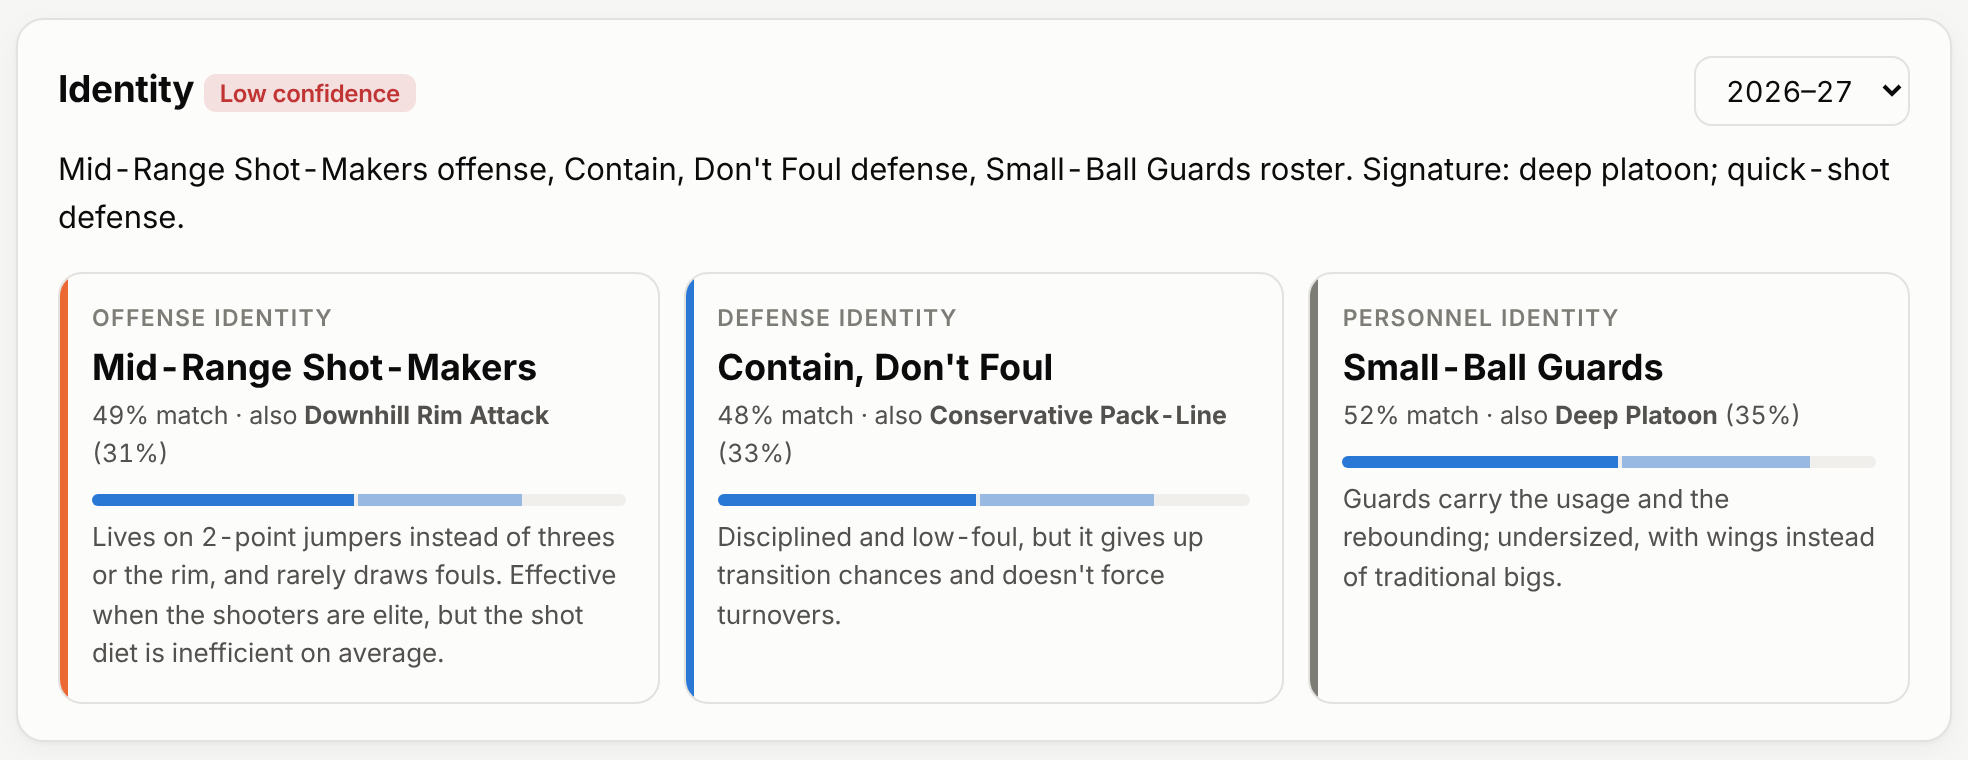 Identity Low confidence
2026–27
Mid-Range Shot-Makers offense, Contain, Don't Foul defense, Small-Ball Guards roster. Signature: deep platoon; quick-shot
defense.
OFFENSE IDENTITY
Mid-Range Shot-Makers
49% match · also Downhill Rim Attack
(31%)
Lives on 2-point jumpers instead of threes
or the rim, and rarely draws fouls. Effective
when the shooters are elite, but the shot
diet is inefficient on average.
DEFENSE IDENTITY
Contain, Don't Foul
48% match · also Conservative Pack-Line
(33%)
Disciplined and low-foul, but it gives up
transition chances and doesn't force
turnovers.
PERSONNEL IDENTITY
Small-Ball Guards
52% match · also Deep Platoon (35%)
Guards carry the usage and the
rebounding; undersized, with wings instead
of traditional bigs.